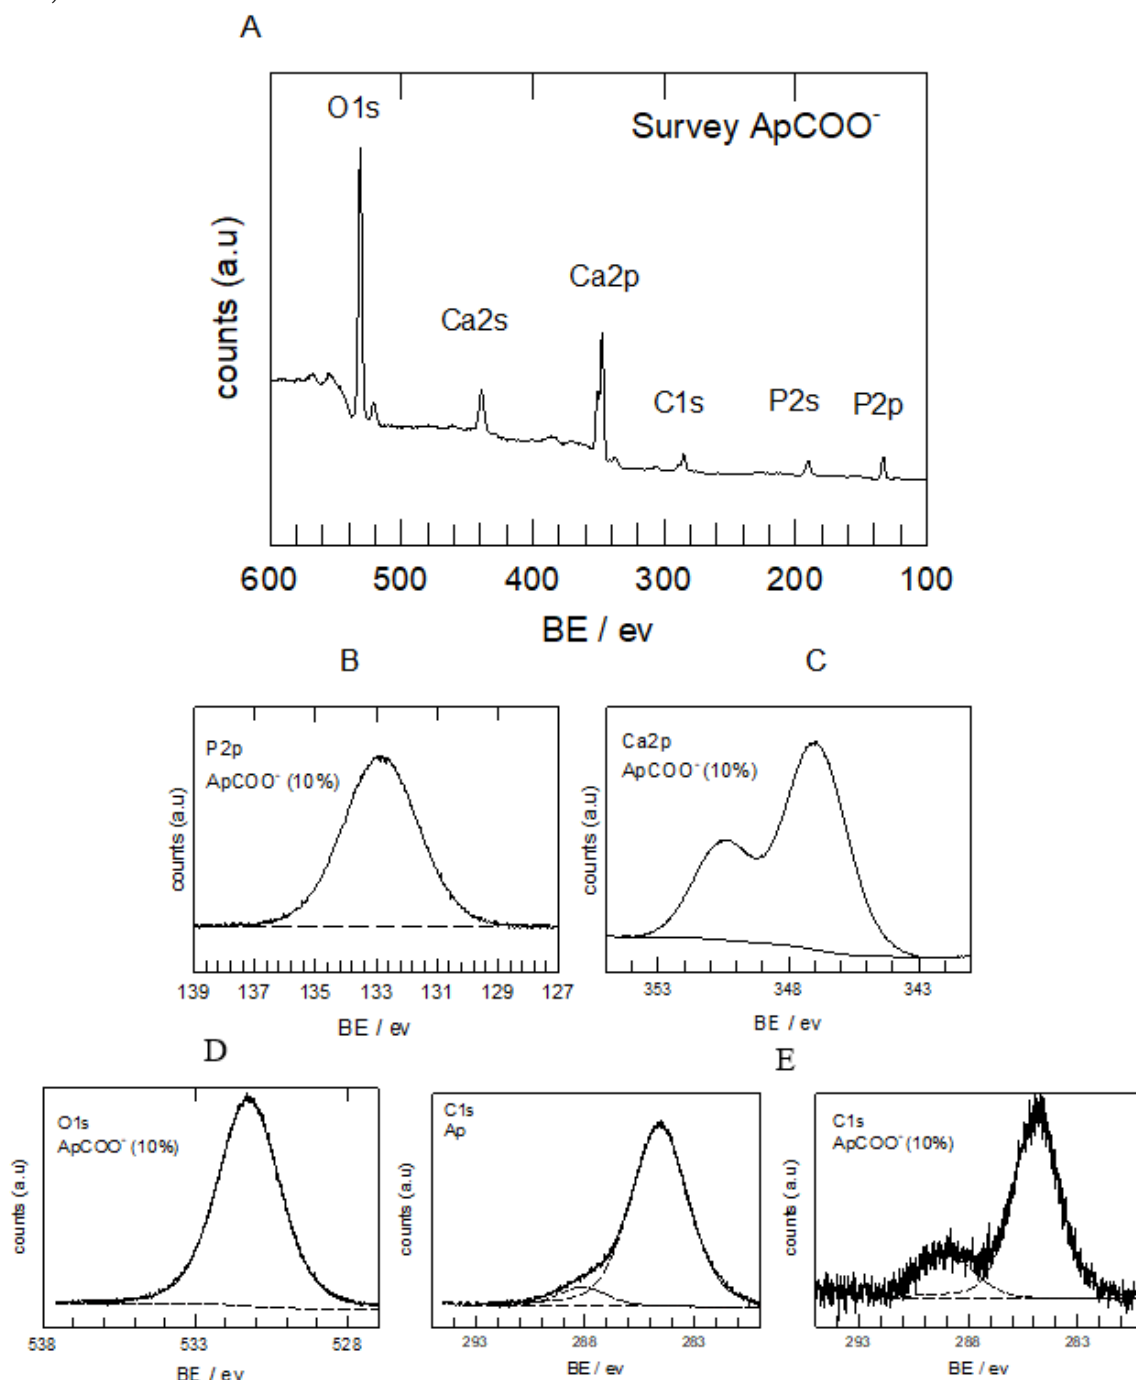 A
O1s
Survey ApCOO⁻
Ca2p
Ca2s
C1s
P2s
P2p
counts (a.u)
600 500 400 300 200 100
BE / ev
B
C
P2p
ApCOO⁻ (10%)
counts (a.u)
139 137 135 133 131 129 127
BE / ev
Ca2p
ApCOO⁻ (10%)
counts (a.u)
353 348 343
BE / ev
D
E
O1s
ApCOO⁻ (10%)
counts (a.u)
538 533 528
BE / ev
C1s
Ap
counts (a.u)
293 288 283
BE / ev
C1s
ApCOO⁻ (10%)
counts (a.u)
293 288 283
BE / ev